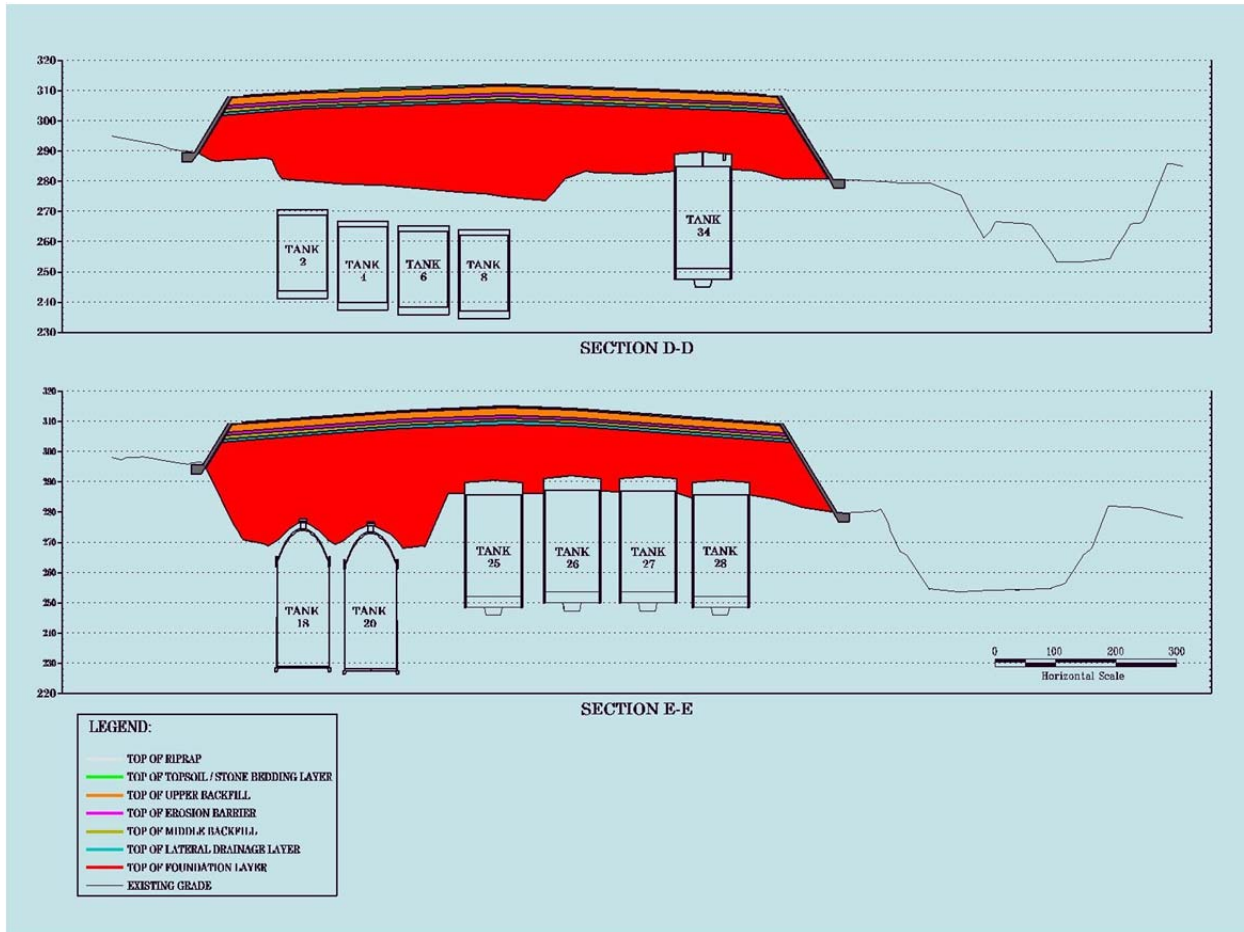 320
310
300
290
280
270
260
250
240
230
TANK
2
TANK
4
TANK
6
TANK
8
TANK
34
SECTION D-D
320
310
300
290
280
270
260
250
240
230
220
TANK
18
TANK
20
TANK
25
TANK
26
TANK
27
TANK
28
0 100 200 300
Horizontal Scale
SECTION E-E
LEGEND:
TOP OF RIPRAP
TOP OF TOPSOIL / STONE BEDDING LAYER
TOP OF UPPER BACKFILL
TOP OF EROSION BARRIER
TOP OF MIDDLE BACKFILL
TOP OF LATERAL DRAINAGE LAYER
TOP OF FOUNDATION LAYER
EXISTING GRADE